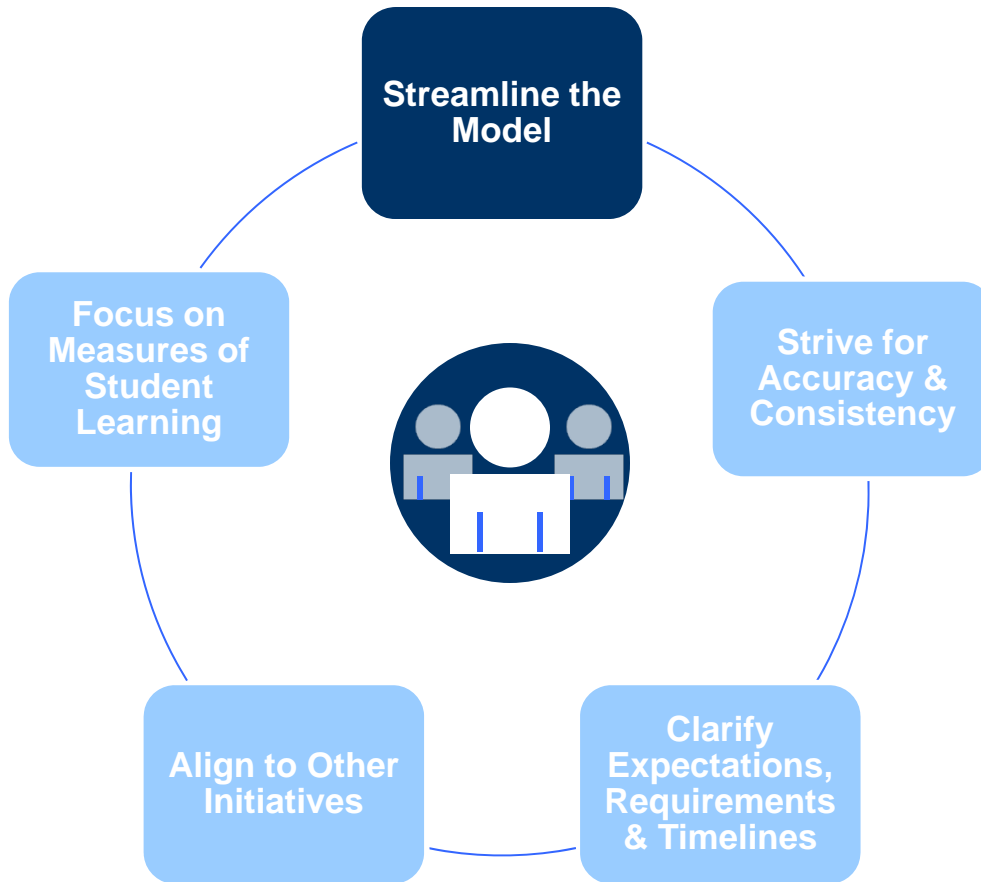 Streamline the
Model
Strive for
Accuracy &
Consistency
Clarify
Expectations,
Requirements
& Timelines
Align to Other
Initiatives
Focus on
Measures of
Student
Learning